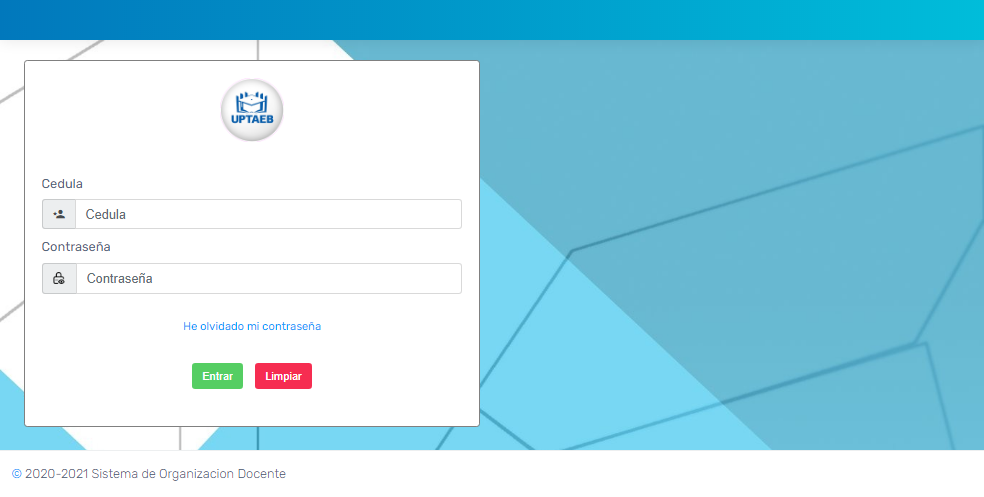 UPTAEB
Cedula
Cedula
Contraseña
Contraseña
He olvidado mi contraseña
Entrar Limpiar
© 2020-2021 Sistema de Organizacion Docente